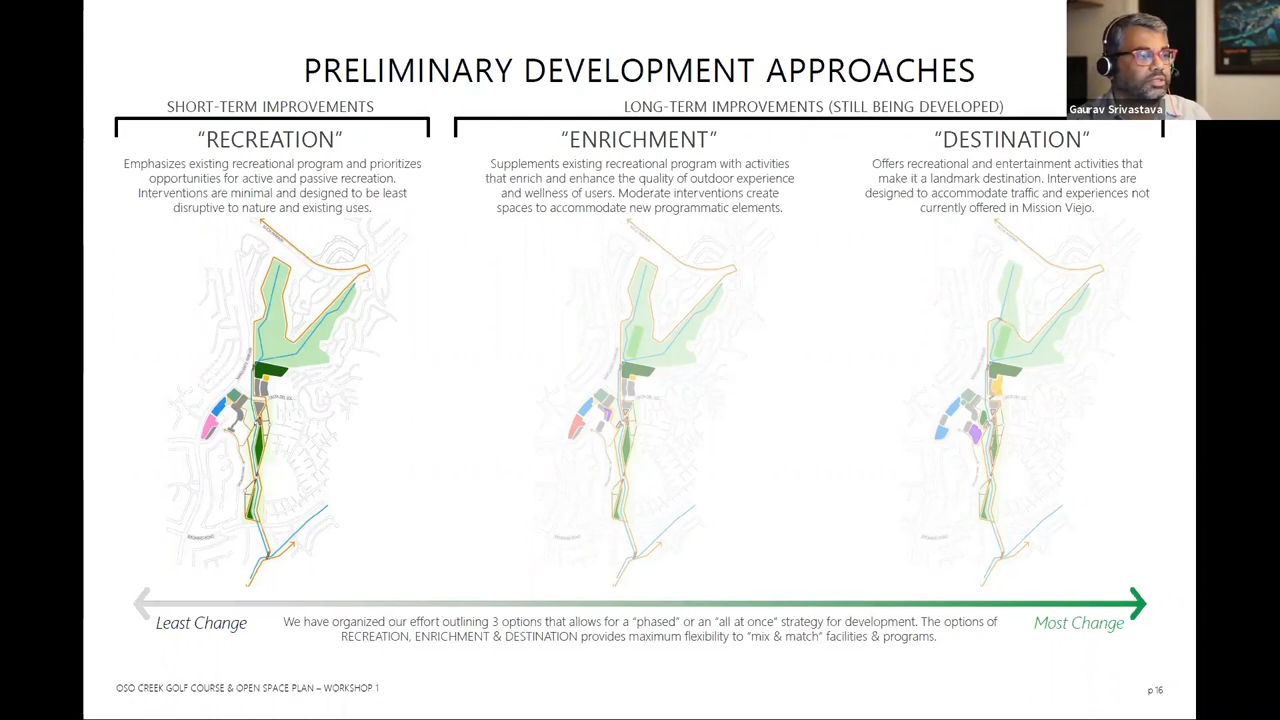 PRELIMINARY DEVELOPMENT APPROACHES
Gaurav Srivastava
SHORT-TERM IMPROVEMENTS
LONG-TERM IMPROVEMENTS (STILL BEING DEVELOPED)
“RECREATION”
Emphasizes existing recreational program and prioritizes
opportunities for active and passive recreation.
Interventions are minimal and designed to be least
disruptive to nature and existing uses.
“ENRICHMENT”
Supplements existing recreational program with activities
that enrich and enhance the quality of outdoor experience
and wellness of users. Moderate interventions create
spaces to accommodate new programmatic elements.
“DESTINATION”
Offers recreational and entertainment activities that
make it a landmark destination. Interventions are
designed to accommodate traffic and experiences not
currently offered in Mission Viejo.
Least Change
We have organized our effort outlining 3 options that allows for a “phased” or an “all at once” strategy for development. The options of
RECREATION, ENRICHMENT & DESTINATION provides maximum flexibility to “mix & match” facilities & programs.
Most Change
OSO CREEK GOLF COURSE & OPEN SPACE PLAN – WORKSHOP 1
p 16